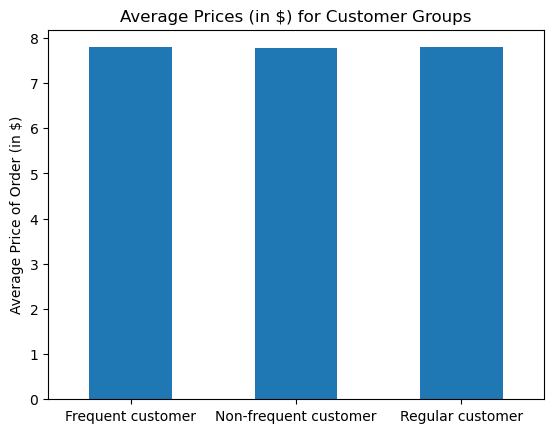 Average Prices (in $) for Customer Groups
Average Price of Order (in $)
8
7
6
5
4
3
2
1
0
Frequent customer
Non-frequent customer
Regular customer